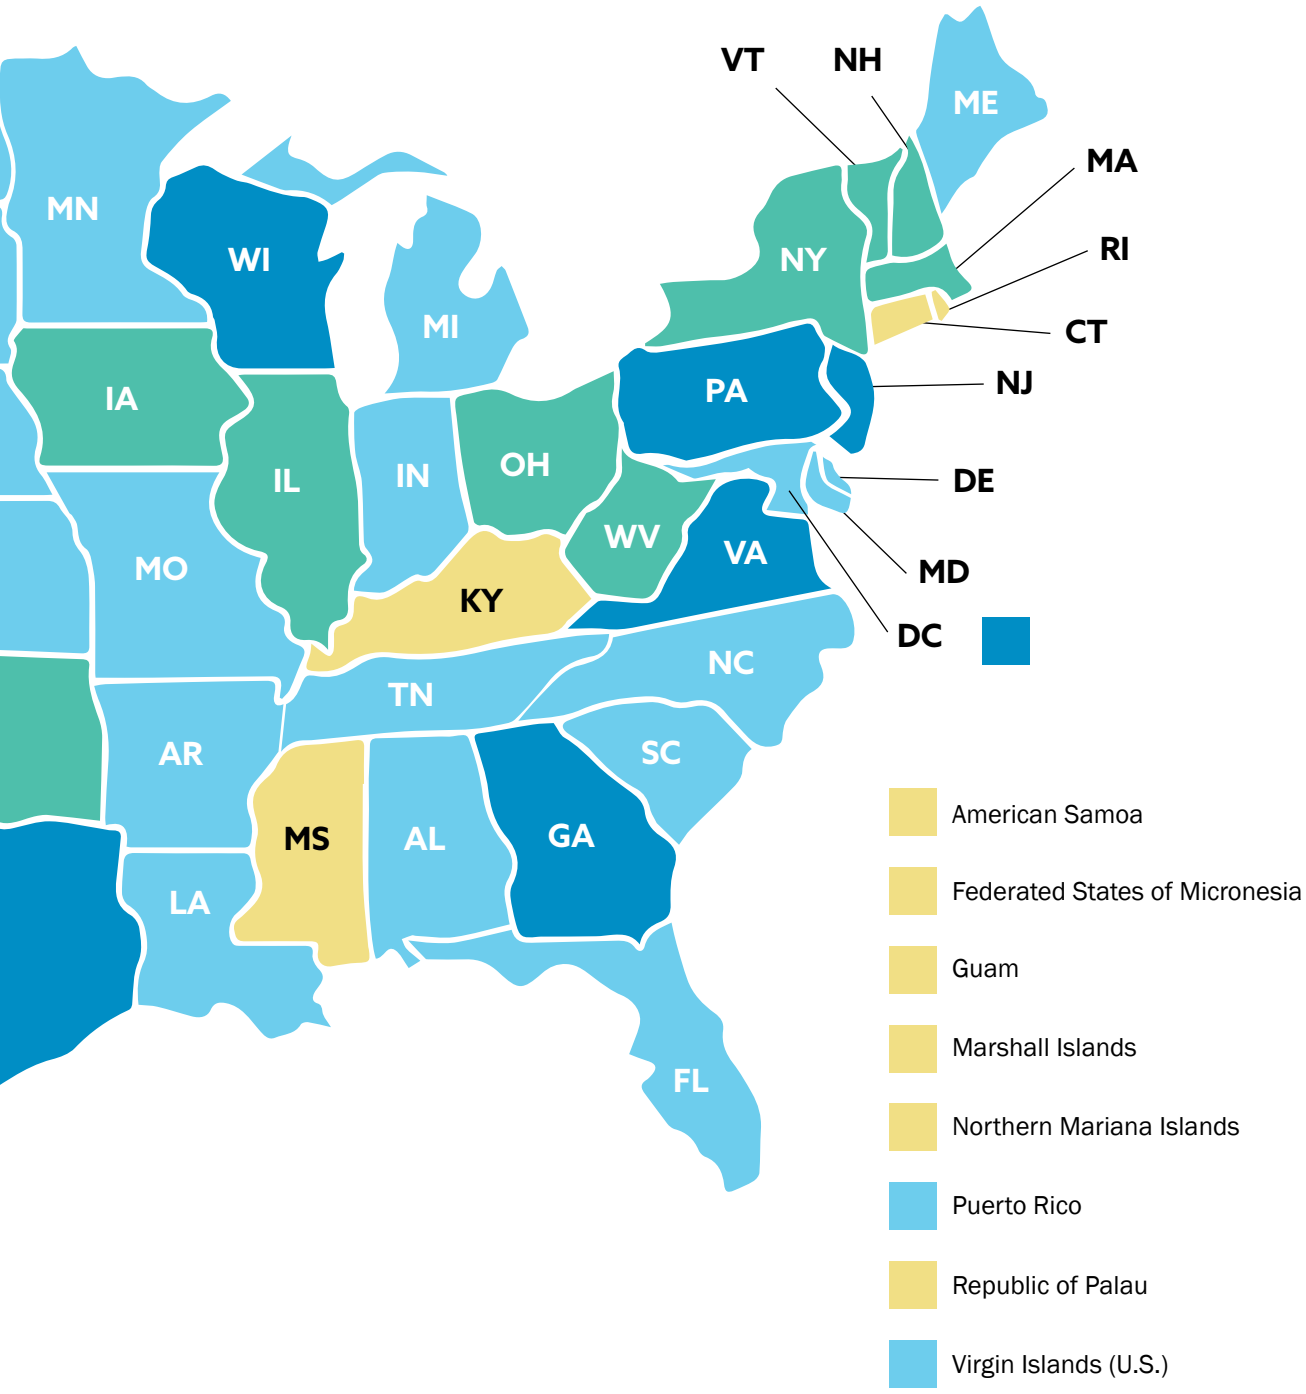 VT
NH
ME
MA
MN
RI
WI
NY
MI
CT
NJ
PA
IA
OH
IN
IL
DE
WV
VA
MO
MD
KY
DC
NC
TN
SC
AR
GA
MS
AL
LA
FL
American Samoa
Federated States of Micronesia
Guam
Marshall Islands
Northern Mariana Islands
Puerto Rico
Republic of Palau
Virgin Islands (U.S.)